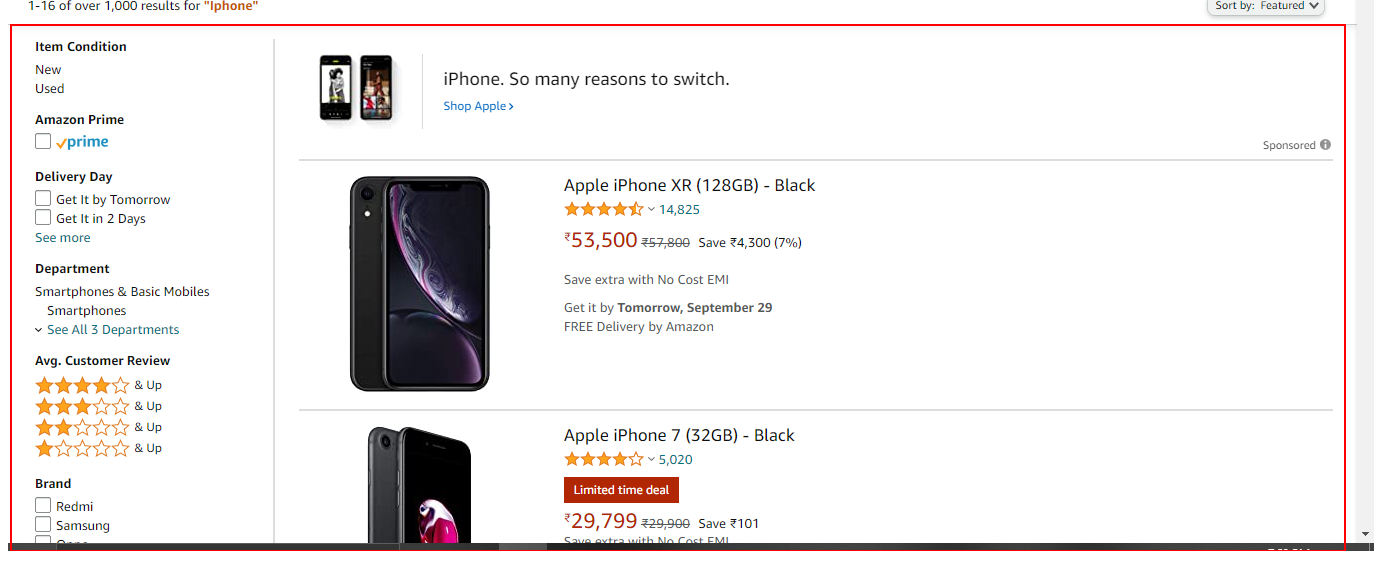 1-16 of over 1,000 results for "Iphone"
Sort by: Featured
Item Condition
New
Used
Amazon Prime
prime
Delivery Day
Get It by Tomorrow
Get It in 2 Days
See more
Department
Smartphones & Basic Mobiles
Smartphones
See All 3 Departments
Avg. Customer Review
& Up
& Up
& Up
& Up
Brand
Redmi
Samsung
iPhone. So many reasons to switch.
Shop Apple ›
Sponsored
Apple iPhone XR (128GB) - Black
14,825
₹53,500 ₹57,800 Save ₹4,300 (7%)
Save extra with No Cost EMI
Get it by Tomorrow, September 29
FREE Delivery by Amazon
Apple iPhone 7 (32GB) - Black
5,020
Limited time deal
₹29,799 ₹29,900 Save ₹101
Save extra with No Cost EMI